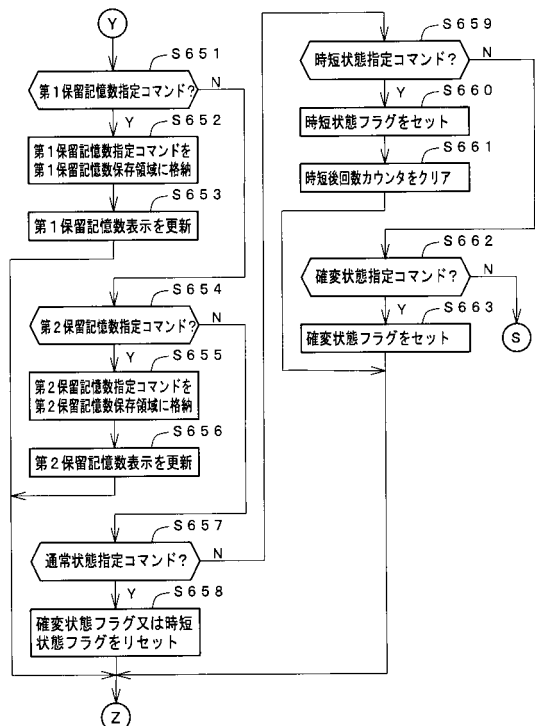 Y
S651
第1保留記憶数指定コマンド?
N
Y
S652
第1保留記憶数指定コマンドを
第1保留記憶数保存領域に格納
S653
第1保留記憶数表示を更新
S654
第2保留記憶数指定コマンド?
N
Y
S655
第2保留記憶数指定コマンドを
第2保留記憶数保存領域に格納
S656
第2保留記憶数表示を更新
S657
通常状態指定コマンド?
N
Y
S658
確変状態フラグ又は時短
状態フラグをリセット
Z
S659
時短状態指定コマンド?
N
Y
S660
時短状態フラグをセット
S661
時短後回数カウンタをクリア
S662
確変状態指定コマンド?
N
Y
S663
確変状態フラグをセット
S